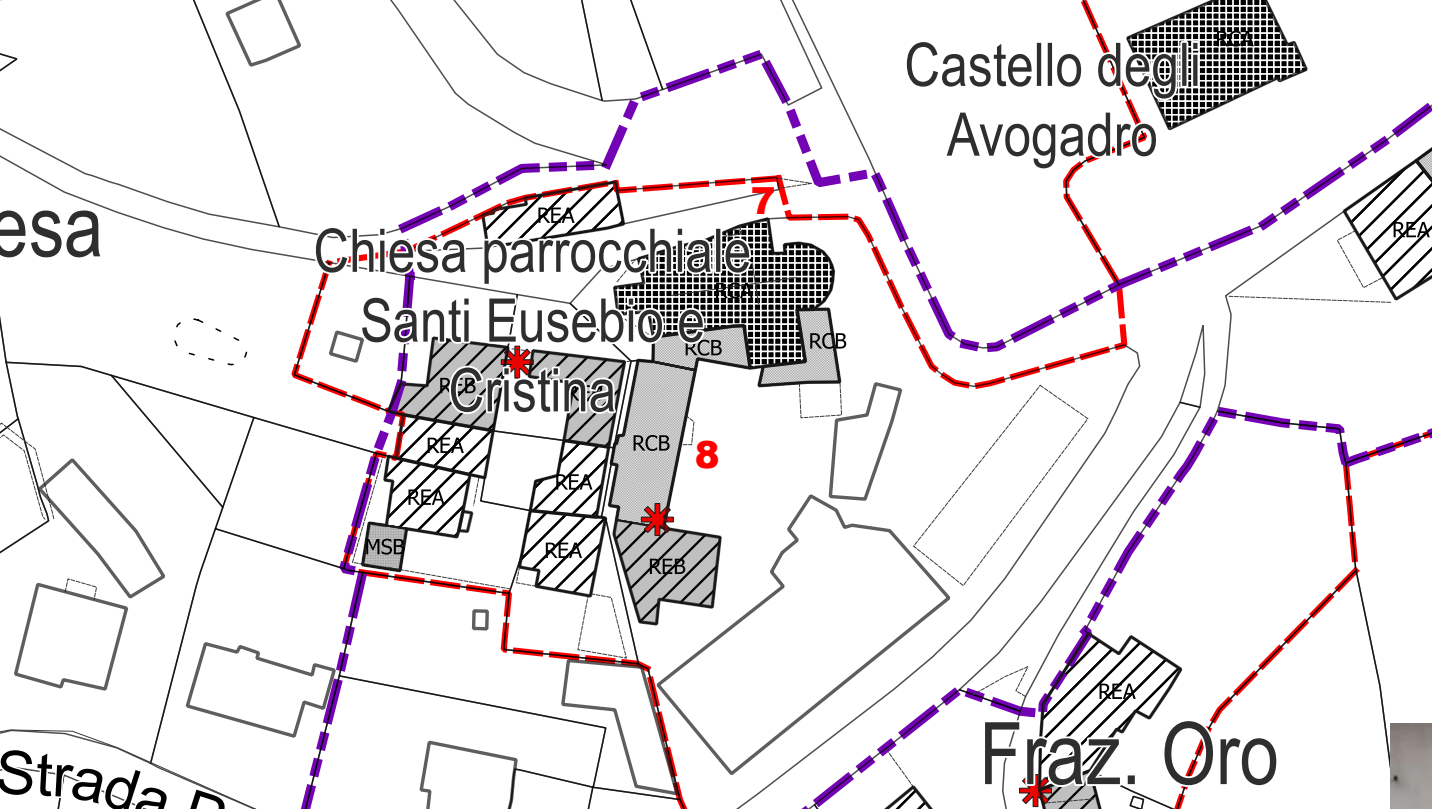 RCA
Castello degli
Avogadro
7
REA
REA
esa
Chiesa parrocchiale
Santi Eusebio e
Cristina
RCA
RCB
RCB
REB
REA
RCB
8
REA
REA
REA
MSB
REB
REA
Fraz. Oro
Strada